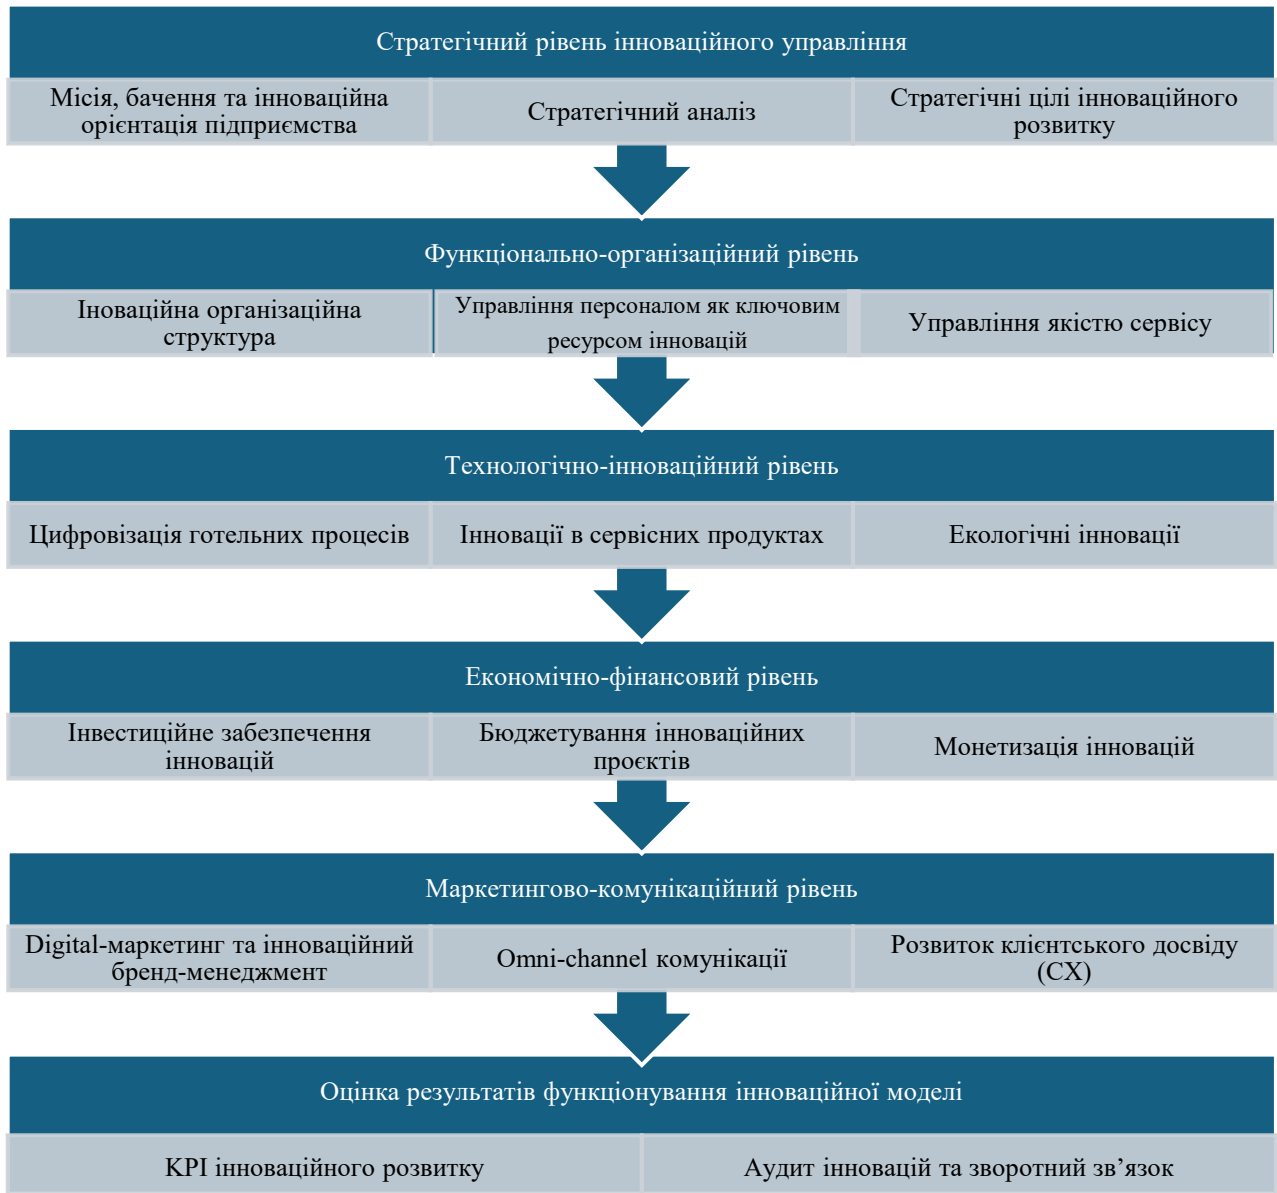 Стратегічний рівень інноваційного управління
Місія, бачення та інноваційна
орієнтація підприємства
Стратегічний аналіз
Стратегічні цілі інноваційного
розвитку
Функціонально-організаційний рівень
Іноваційна організаційна
структура
Управління персоналом як ключовим
ресурсом інновацій
Управління якістю сервісу
Технологічно-інноваційний рівень
Цифровізація готельних процесів
Інновації в сервісних продуктах
Екологічні інновації
Економічно-фінансовий рівень
Інвестиційне забезпечення
інновацій
Бюджетування інноваційних
проєктів
Монетизація інновацій
Маркетингово-комунікаційний рівень
Digital-маркетинг та інноваційний
бренд-менеджмент
Omni-channel комунікації
Розвиток клієнтського досвіду
(CX)
Оцінка результатів функціонування інноваційної моделі
KPI інноваційного розвитку
Аудит інновацій та зворотний зв’язок